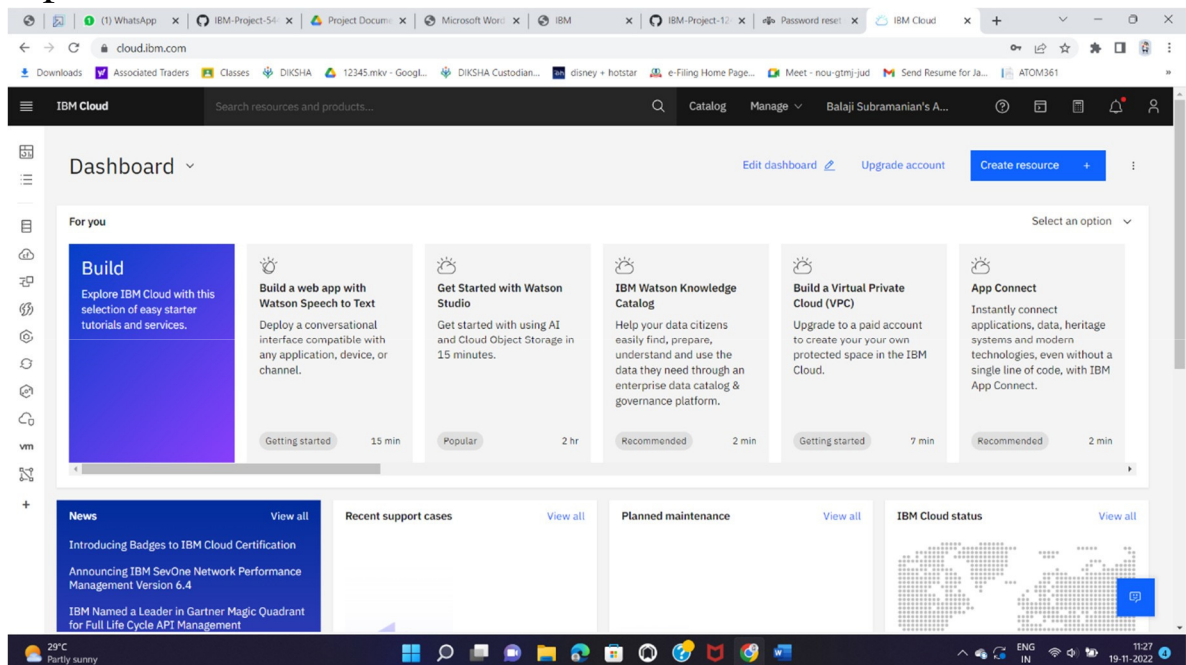 (1) WhatsApp
IBM-Project-54
Project Docume
Microsoft Word
IBM
IBM-Project-12
Password reset
IBM Cloud
cloud.ibm.com
Downloads
Associated Traders
Classes
DIKSHA
12345.mkv - Googl...
DIKSHA Custodian...
disney + hotstar
e-Filing Home Page...
Meet - nou-gtmj-jud
Send Resume for Ja...
ATOM361
IBM Cloud
Search resources and products...
Catalog
Manage
Balaji Subramanian's A...
Dashboard
Edit dashboard
Upgrade account
Create resource +
For you
Select an option
Build
Explore IBM Cloud with this
selection of easy starter
tutorials and services.
Build a web app with
Watson Speech to Text
Deploy a conversational
interface compatible with
any application, device, or
channel.
Getting started 15 min
Get Started with Watson
Studio
Get started with using AI
and Cloud Object Storage in
15 minutes.
Popular 2 hr
IBM Watson Knowledge
Catalog
Help your data citizens
easily find, prepare,
understand and use the
data they need through an
enterprise data catalog &
governance platform.
Recommended 2 min
Build a Virtual Private
Cloud (VPC)
Upgrade to a paid account
to create your your own
protected space in the IBM
Cloud.
Getting started 7 min
App Connect
Instantly connect
applications, data, heritage
systems and modern
technologies, even without a
single line of code, with IBM
App Connect.
Recommended 2 min
vm
News View all
Introducing Badges to IBM Cloud Certification
Announcing IBM SevOne Network Performance
Management Version 6.4
IBM Named a Leader in Gartner Magic Quadrant
for Full Life Cycle API Management
Recent support cases View all
Planned maintenance View all
IBM Cloud status View all
29°C
Partly sunny
ENG
IN
11:27
19-11-2022